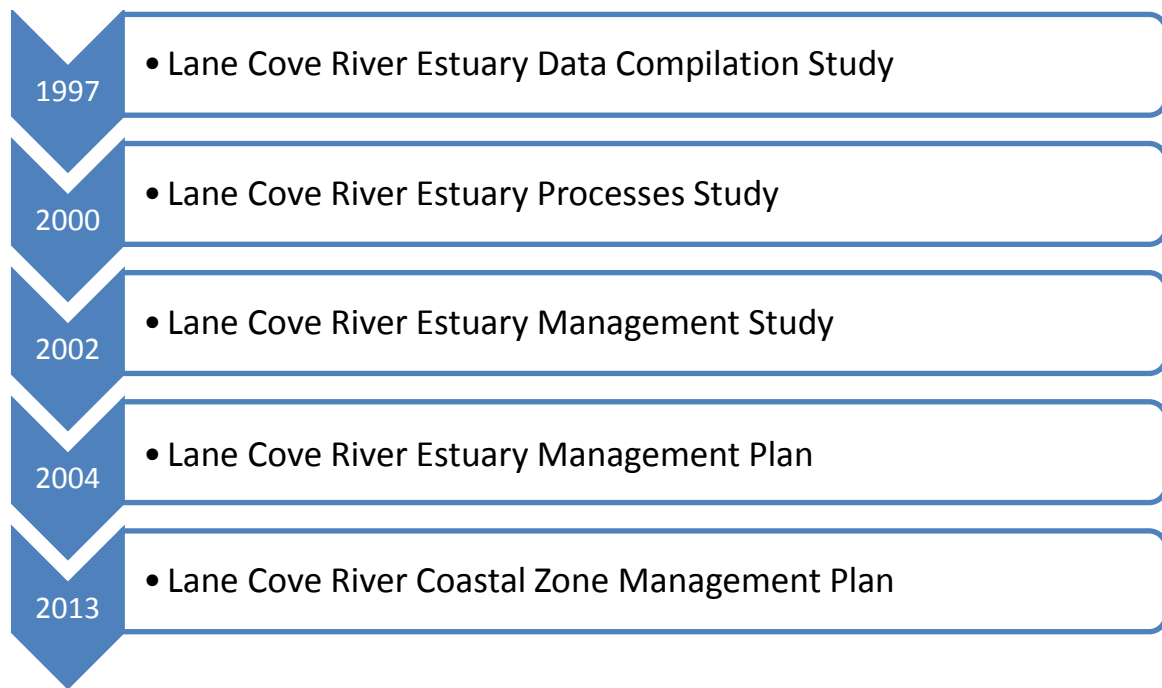 1997
• Lane Cove River Estuary Data Compilation Study
2000
• Lane Cove River Estuary Processes Study
2002
• Lane Cove River Estuary Management Study
2004
• Lane Cove River Estuary Management Plan
2013
• Lane Cove River Coastal Zone Management Plan